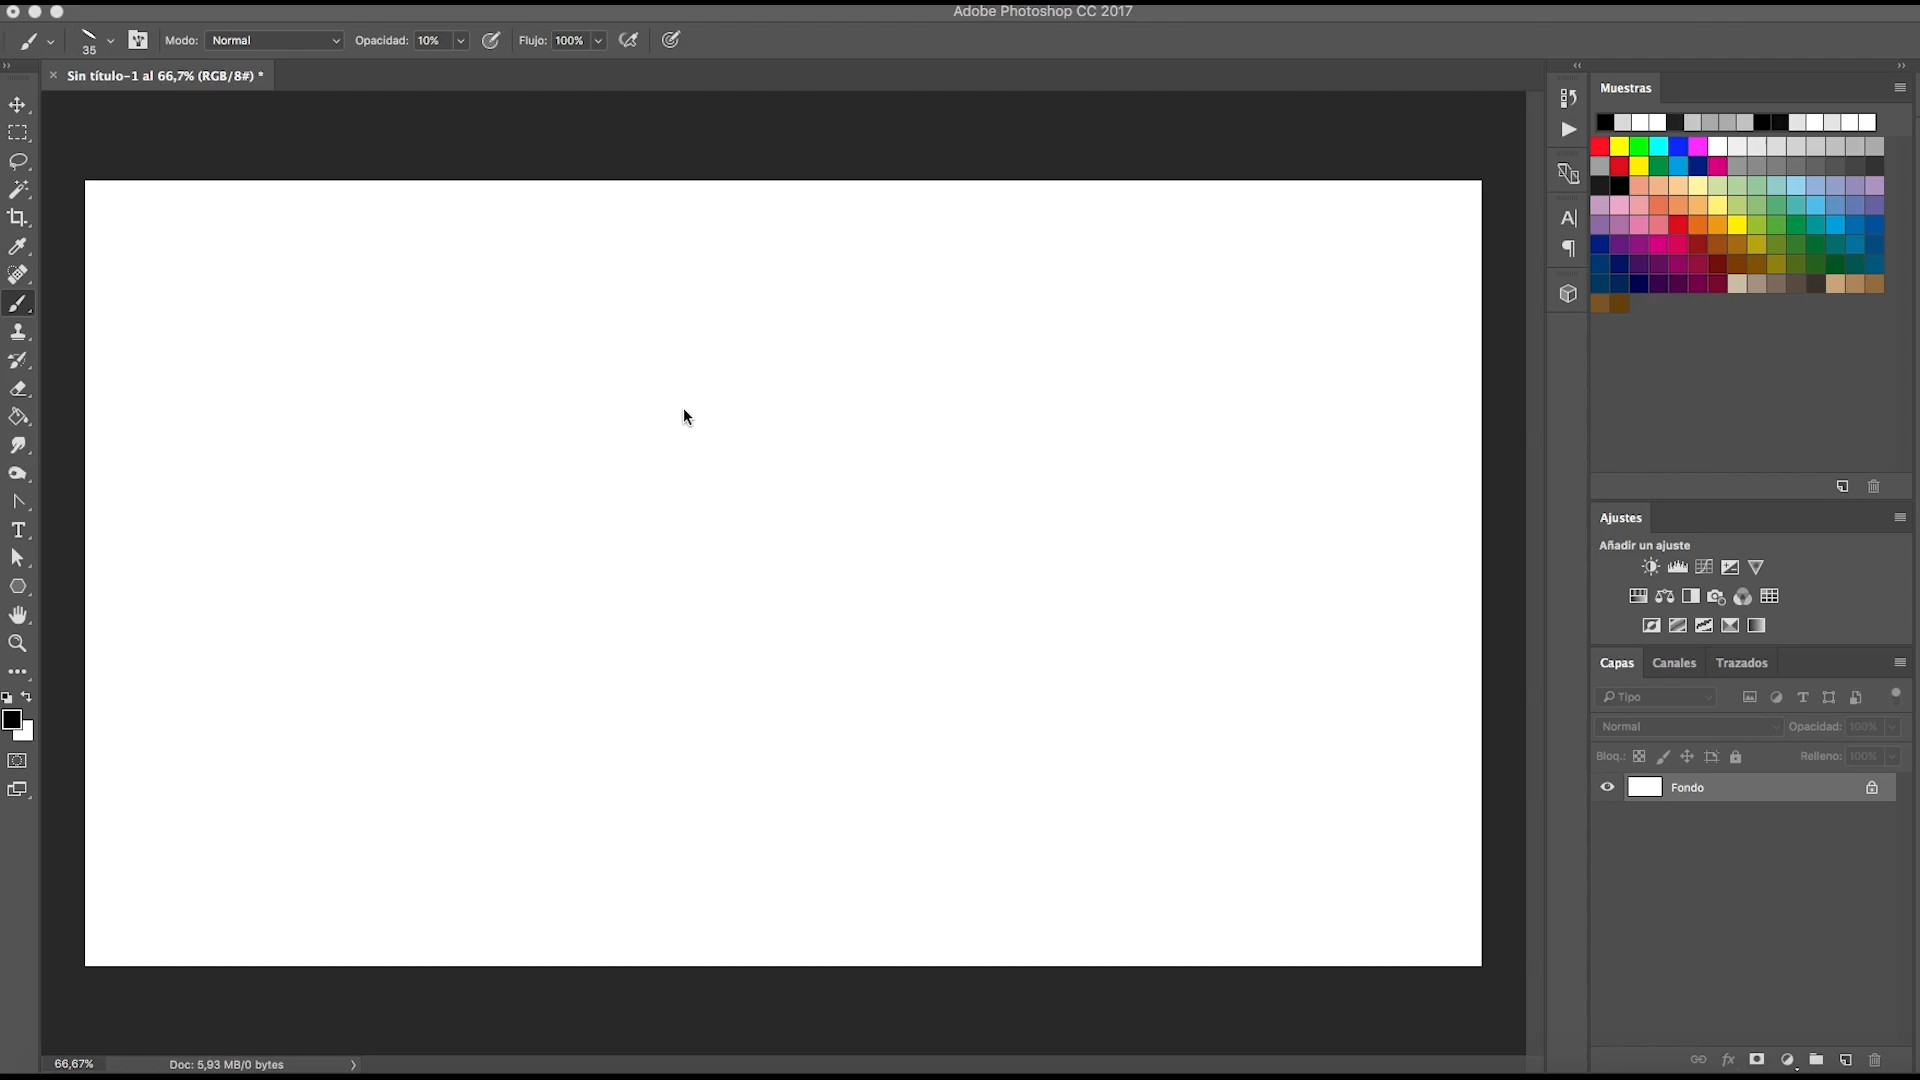 Adobe Photoshop CC 2017
35
Modo: Normal
Opacidad: 10%
Flujo: 100%
Sin título-1 al 66,7% (RGB/8#) *
Muestras
Ajustes
Añadir un ajuste
Capas
Canales
Trazados
Tipo
Normal
Opacidad: 100%
Bloq.:
Relleno: 100%
Fondo
66,67%
Doc: 5,93 MB/0 bytes
fx